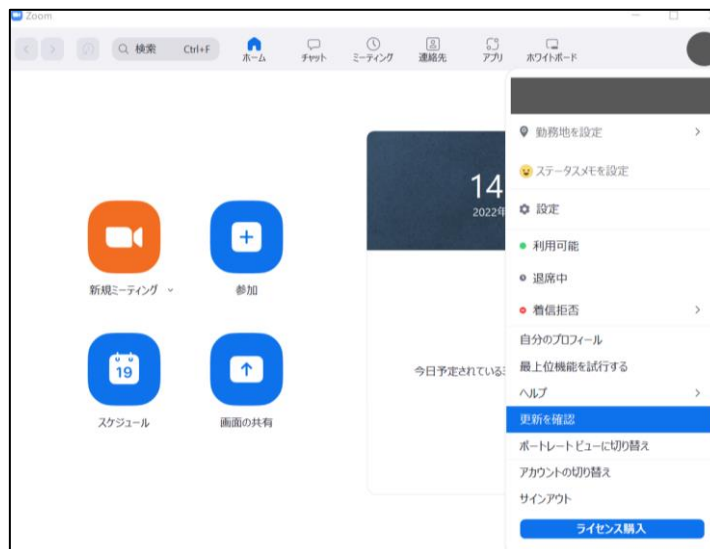 Zoom
検索 Ctrl+F
ホーム
チャット
ミーティング
連絡先
アプリ
ホワイトボード
勤務地を設定
ステータスメモを設定
設定
利用可能
退席中
着信拒否
自分のプロフィール
最上位機能を試行する
ヘルプ
更新を確認
ポートレートビューに切り替え
アカウントの切り替え
サインアウト
ライセンス購入
14
2022年
新規ミーティング
参加
19
スケジュール
画面の共有
今日予定されている